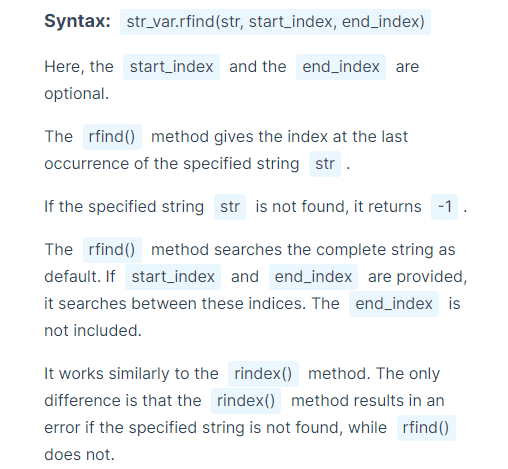 Syntax: str_var.rfind(str, start_index, end_index)
Here, the start_index and the end_index are
optional.
The rfind() method gives the index at the last
occurrence of the specified string str .
If the specified string str is not found, it returns -1 .
The rfind() method searches the complete string as
default. If start_index and end_index are provided,
it searches between these indices. The end_index is
not included.
It works similarly to the rindex() method. The only
difference is that the rindex() method results in an
error if the specified string is not found, while rfind()
does not.